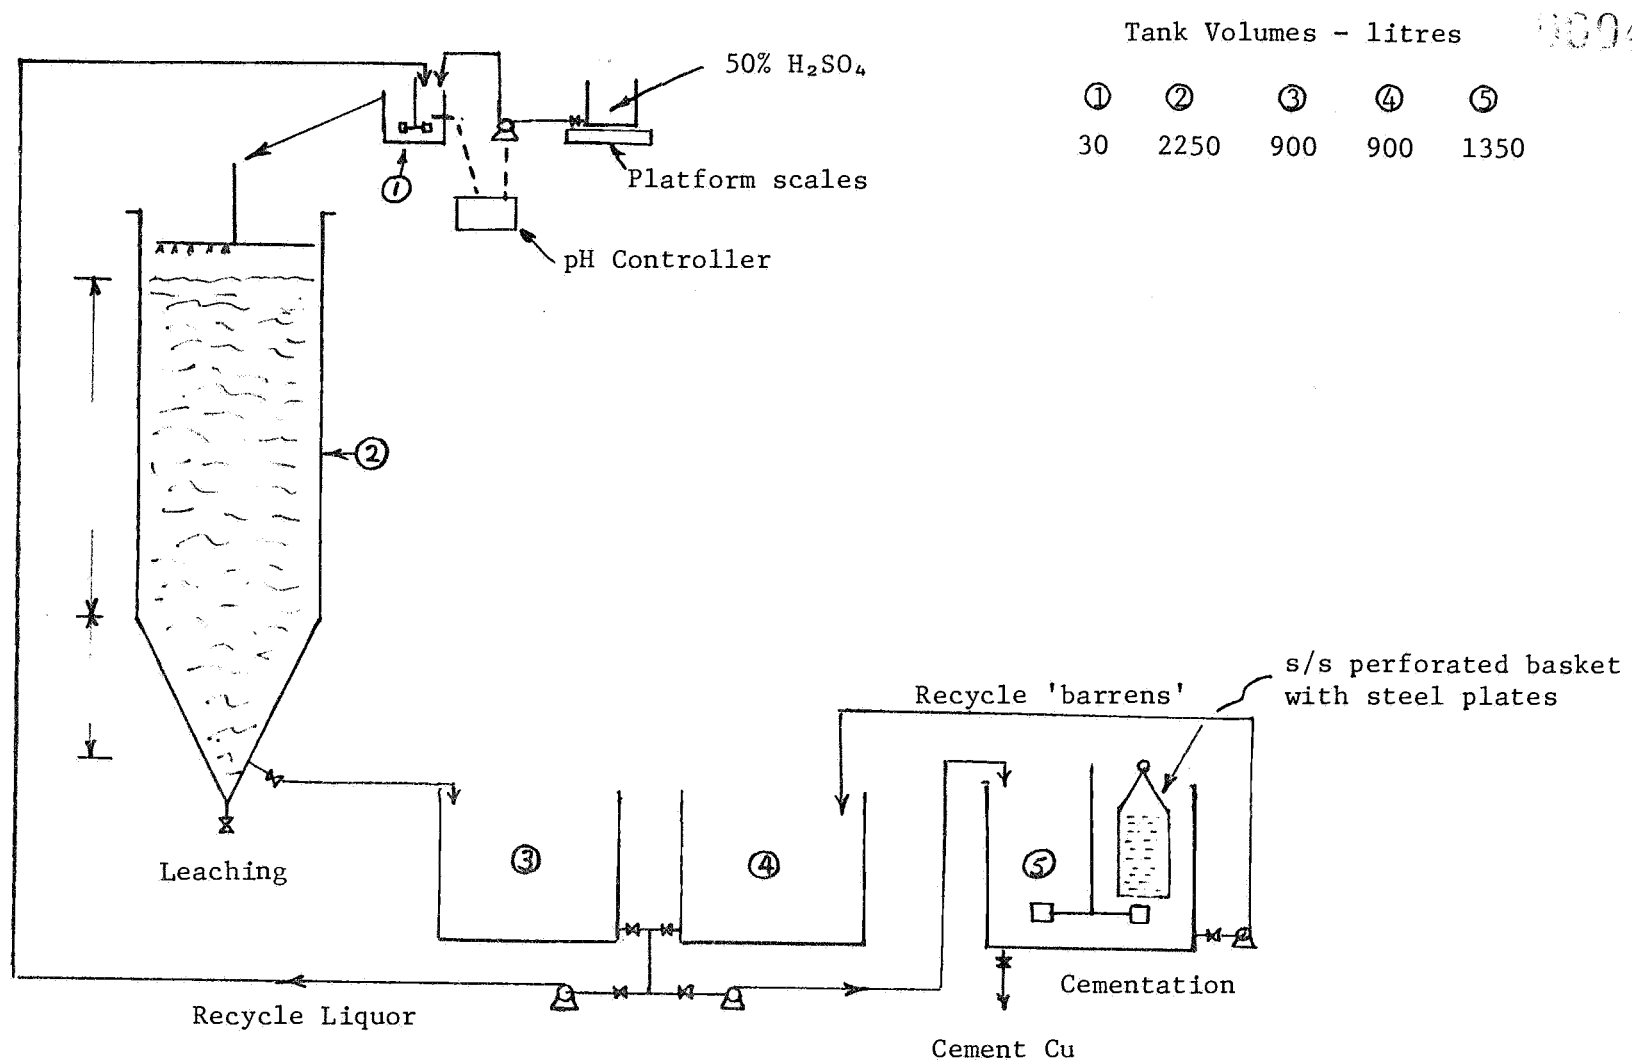 Tank Volumes - litres
① ② ③ ④ ⑤
30 2250 900 900 1350
50% H₂SO₄
Platform scales
①
pH Controller
②
s/s perforated basket
with steel plates
Recycle 'barrens'
③
④
⑤
Leaching
Cementation
Recycle Liquor
Cement Cu